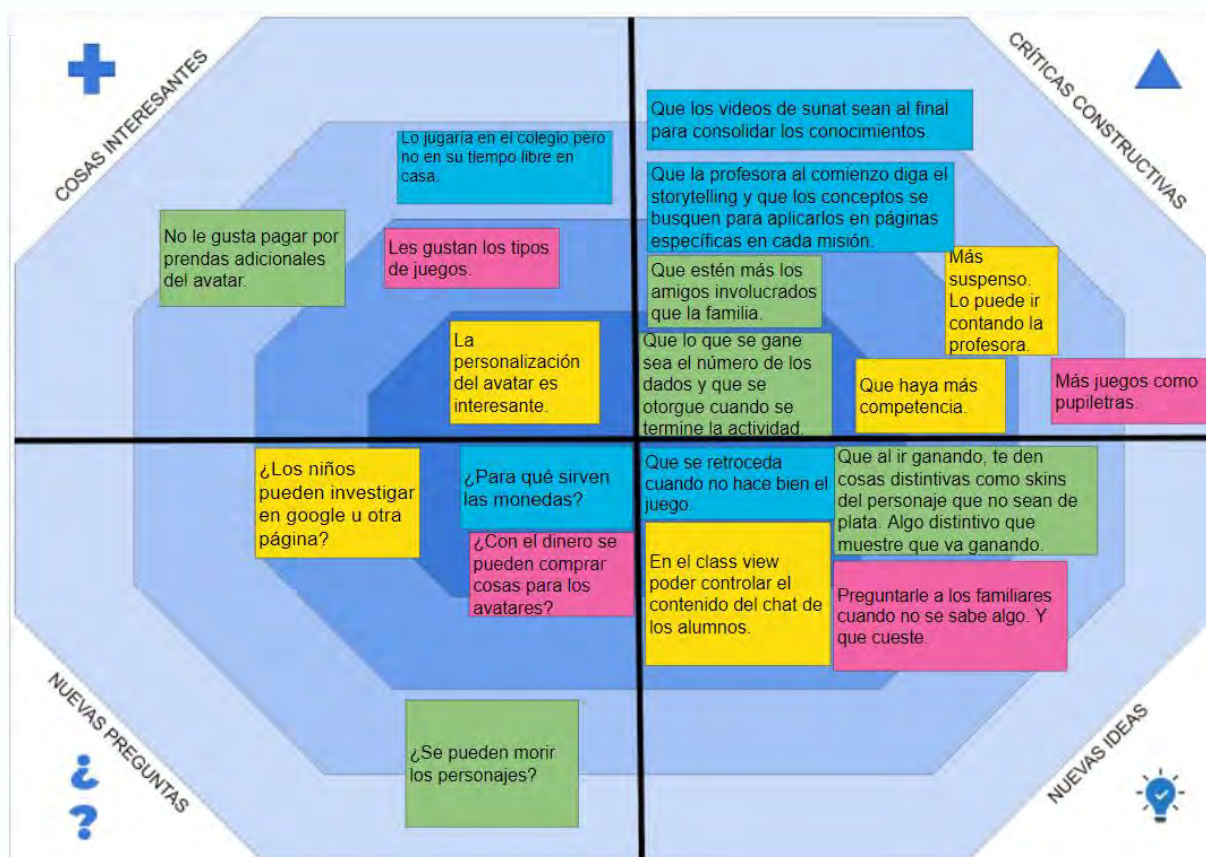 COSAS INTERESANTES
Lo jugaría en el colegio pero
no en su tiempo libre en
casa.
No le gusta pagar por
prendas adicionales
del avatar.
Les gustan los tipos
de juegos.
La
personalización
del avatar es
interesante.
CRÍTICAS CONSTRUCTIVAS
Que los videos de sunat sean al final
para consolidar los conocimientos.
Que la profesora al comienzo diga el
storytelling y que los conceptos se
busquen para aplicarlos en páginas
específicas en cada misión.
Que estén más los
amigos involucrados
que la familia.
Más
suspenso.
Lo puede ir
contando la
profesora.
Que lo que se gane
sea el número de los
dados y que se
otorgue cuando se
termine la actividad.
Que haya más
competencia.
Más juegos como
pupiletras.
NUEVAS PREGUNTAS
¿
?
¿Los niños
pueden investigar
en google u otra
página?
¿Para qué sirven
las monedas?
¿Con el dinero se
pueden comprar
cosas para los
avatares?
¿Se pueden morir
los personajes?
NUEVAS IDEAS
Que se retroceda
cuando no hace bien el
juego.
Que al ir ganando, te den
cosas distintivas como skins
del personaje que no sean de
plata. Algo distintivo que
muestre que va ganando.
En el class view
poder controlar el
contenido del chat de
los alumnos.
Preguntarle a los familiares
cuando no se sabe algo. Y
que cueste.